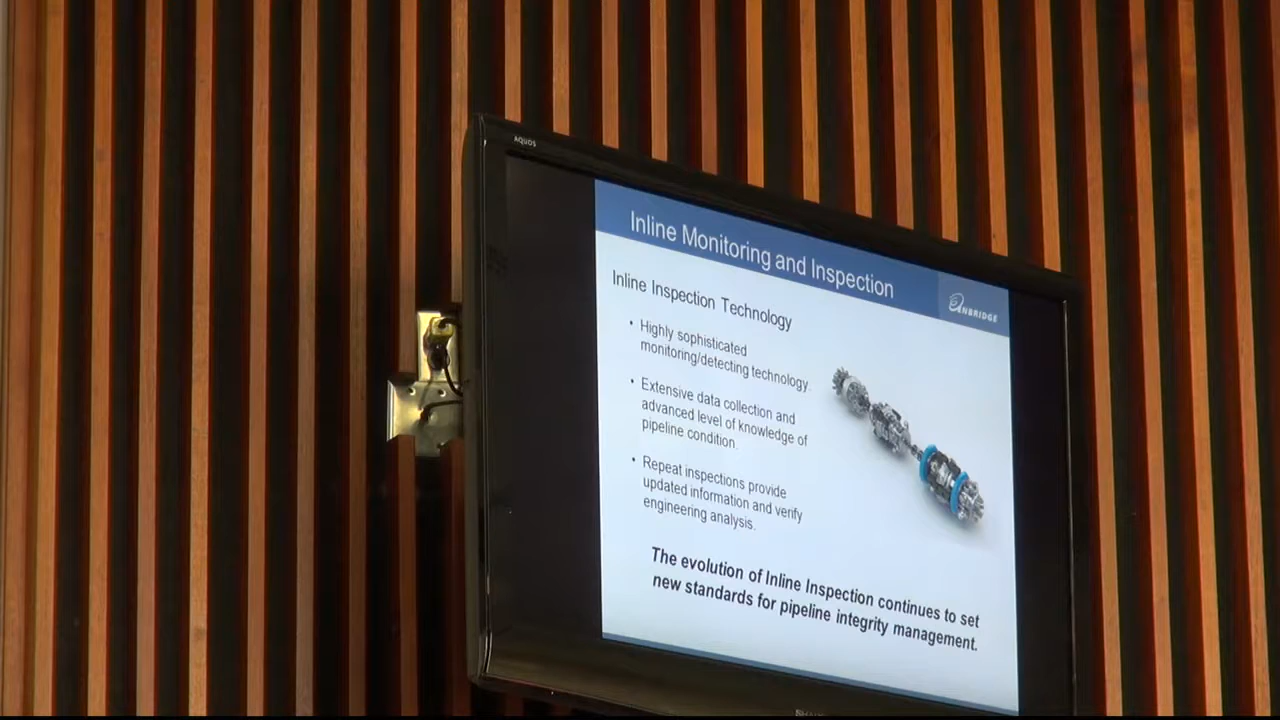 AQUOS
Inline Monitoring and Inspection
ENBRIDGE
Inline Inspection Technology
• Highly sophisticated
monitoring/detecting technology.
• Extensive data collection and
advanced level of knowledge of
pipeline condition.
• Repeat inspections provide
updated information and verify
engineering analysis.
The evolution of Inline Inspection continues to set
new standards for pipeline integrity management.